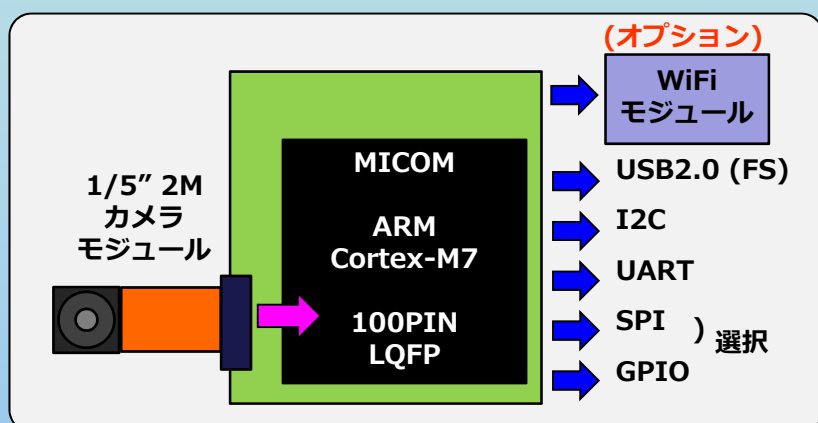 (オプション)
WiFi
モジュール
1/5” 2M
カメラ
モジュール
MICOM
ARM
Cortex-M7
100PIN
LQFP
USB2.0 (FS)
I2C
UART
SPI
GPIO
) 選択